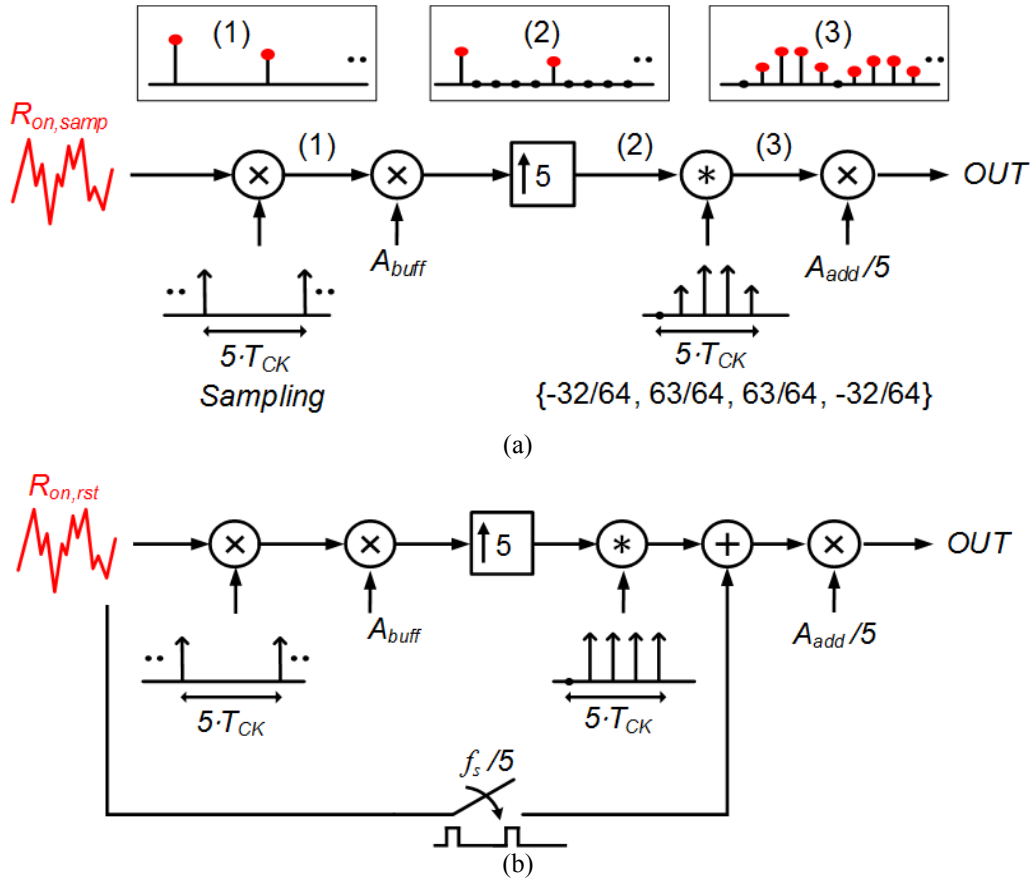 (1)
(2)
(3)
R_on,samp
(1)
(2)
(3)
× × ↑5 * × OUT
A_buff
A_add /5
5·T_CK
5·T_CK
Sampling
{-32/64, 63/64, 63/64, -32/64}
(a)
R_on,rst
× × ↑5 * + × OUT
A_buff
A_add /5
5·T_CK
5·T_CK
f_s /5
(b)